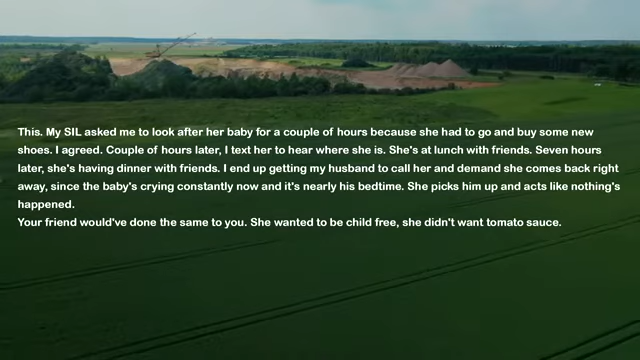 This. My SIL asked me to look after her baby for a couple of hours because she had to go and buy some new
shoes. I agreed. Couple of hours later, I text her to hear where she is. She's at lunch with friends. Seven hours
later, she's having dinner with friends. I end up getting my husband to call her and demand she comes back right
away, since the baby's crying constantly now and it's nearly his bedtime. She picks him up and acts like nothing's
happened.
Your friend would've done the same to you. She wanted to be child free, she didn't want tomato sauce.